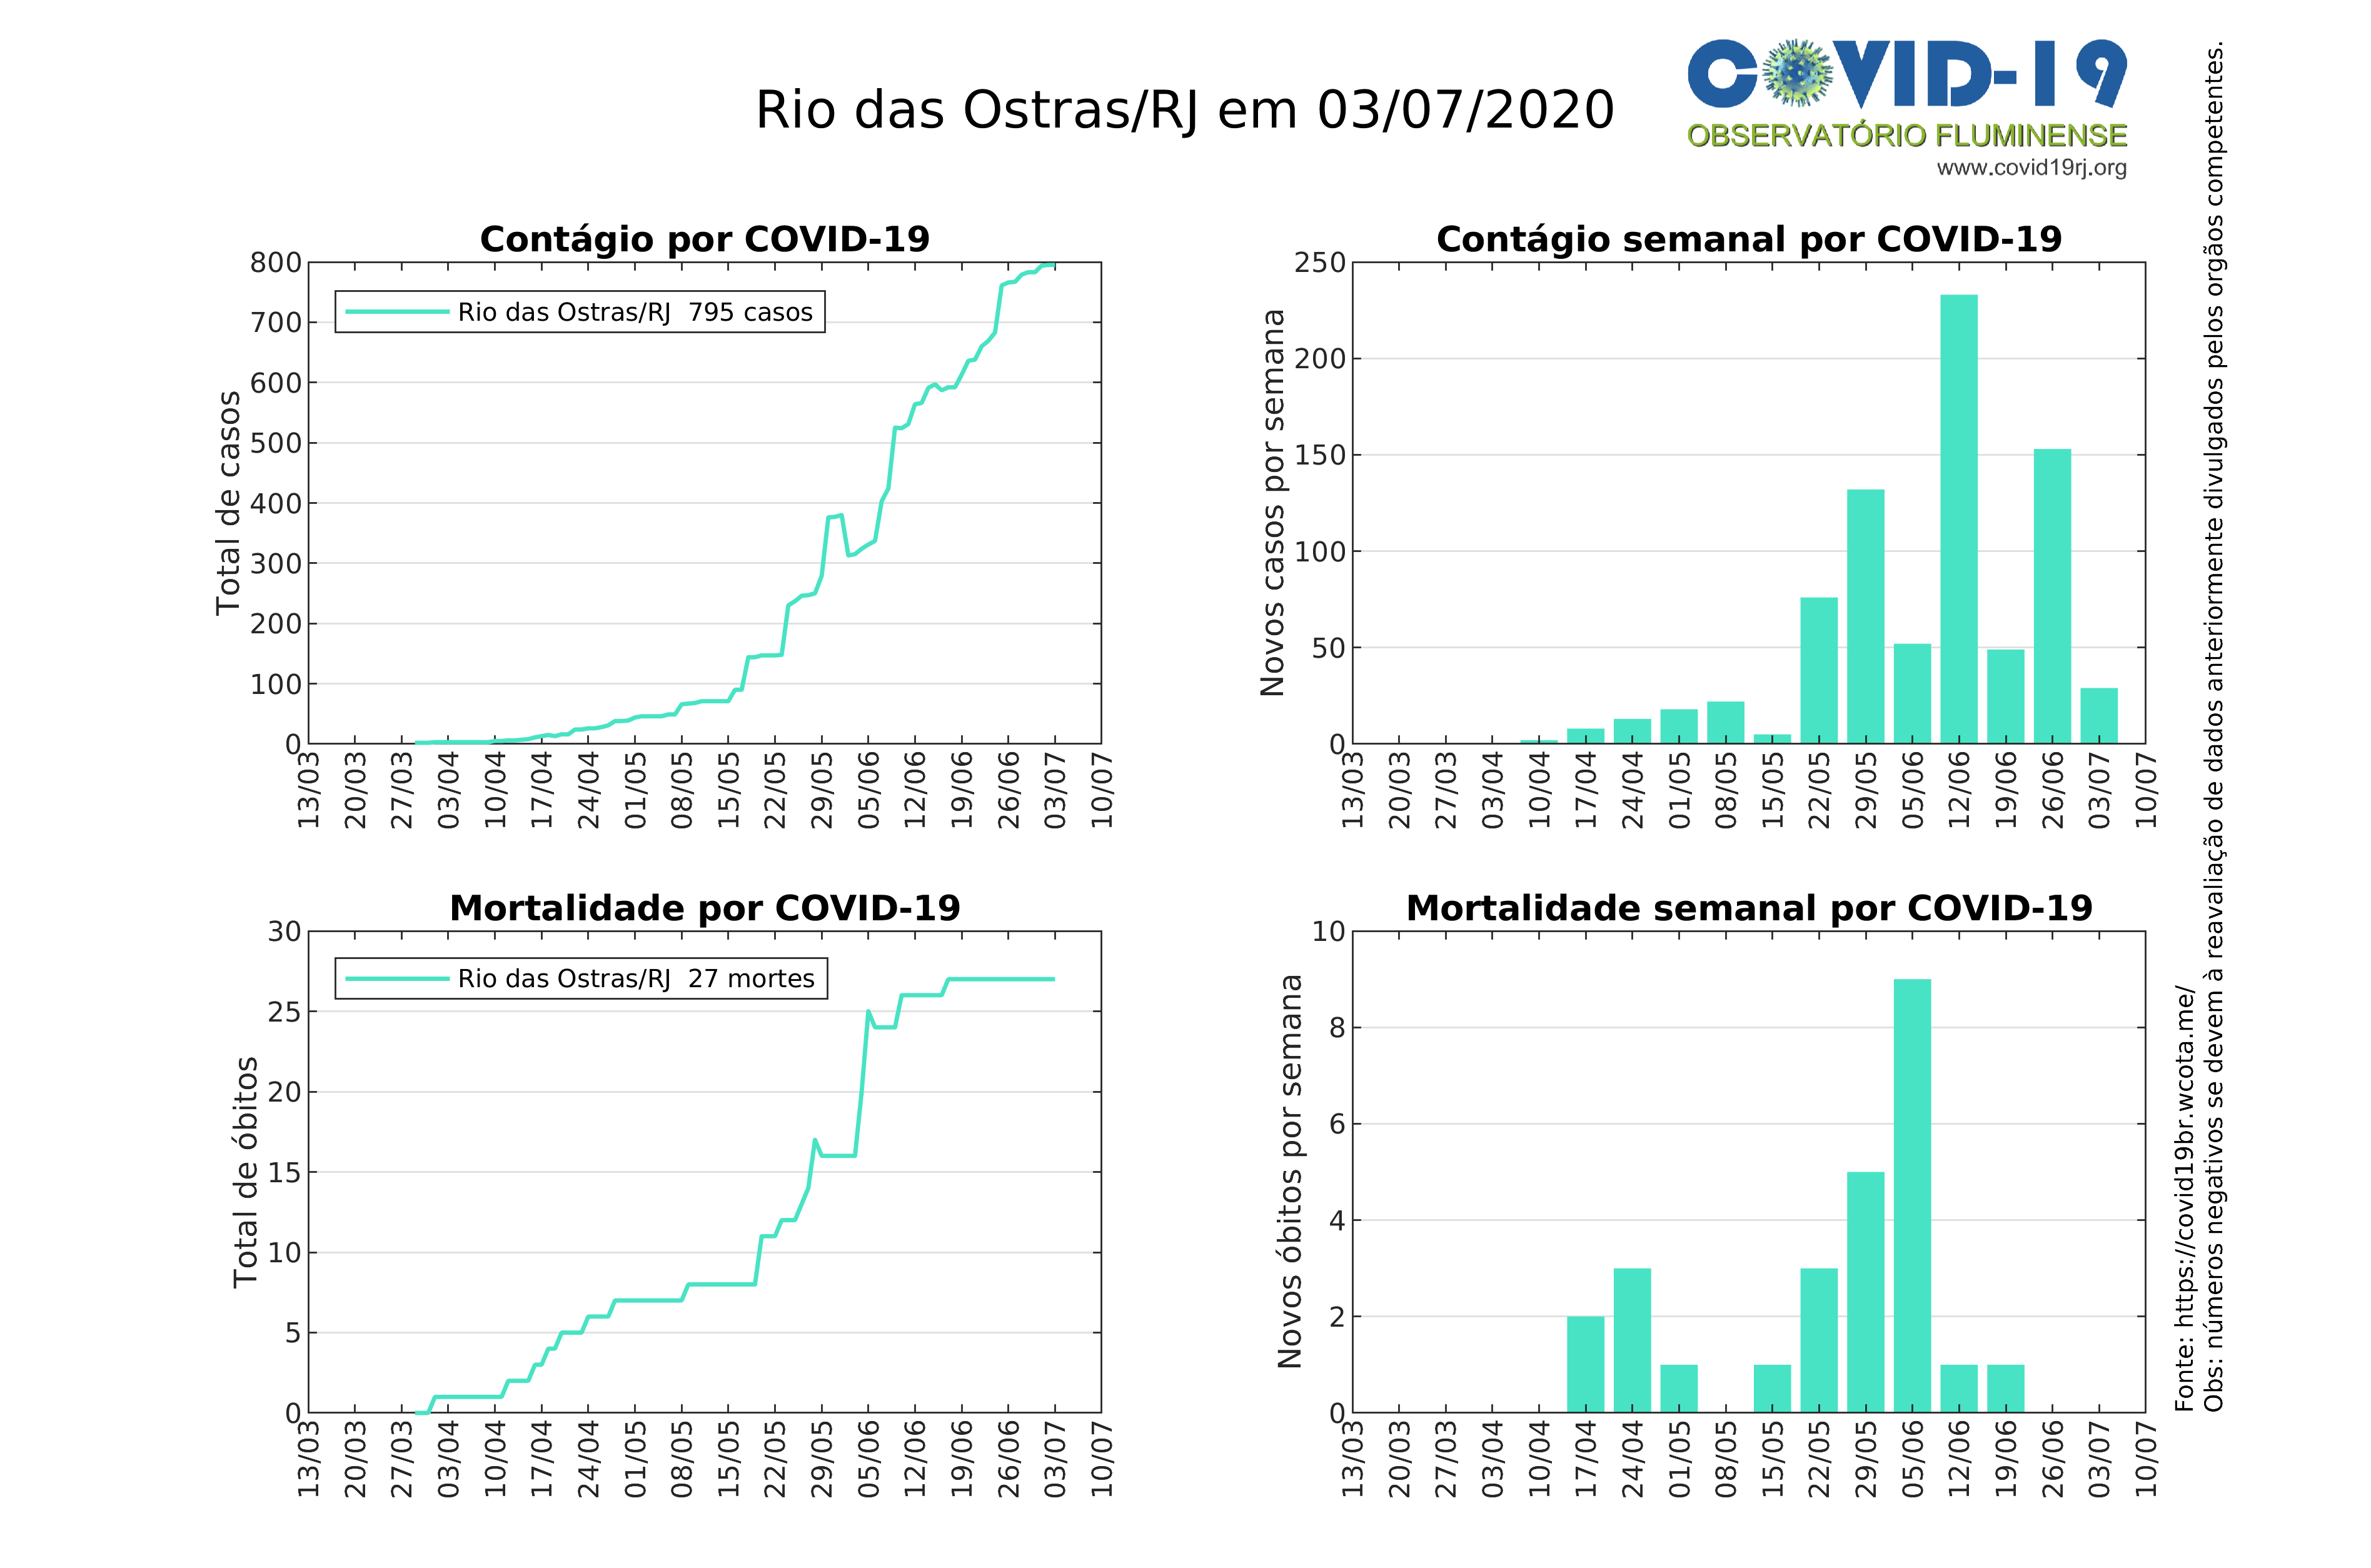 Rio das Ostras/RJ em 03/07/2020
COVID-19
OBSERVATÓRIO FLUMINENSE
www.covid19rj.org
Contágio por COVID-19
Total de casos
800
700
600
500
400
300
200
100
0
Rio das Ostras/RJ 795 casos
13/03 20/03 27/03 03/04 10/04 17/04 24/04 01/05 08/05 15/05 22/05 29/05 05/06 12/06 19/06 26/06 03/07 10/07
Contágio semanal por COVID-19
Novos casos por semana
250
200
150
100
50
0
13/03 20/03 27/03 03/04 10/04 17/04 24/04 01/05 08/05 15/05 22/05 29/05 05/06 12/06 19/06 26/06 03/07 10/07
Mortalidade por COVID-19
Total de óbitos
30
25
20
15
10
5
0
Rio das Ostras/RJ 27 mortes
13/03 20/03 27/03 03/04 10/04 17/04 24/04 01/05 08/05 15/05 22/05 29/05 05/06 12/06 19/06 26/06 03/07 10/07
Mortalidade semanal por COVID-19
Novos óbitos por semana
10
8
6
4
2
0
13/03 20/03 27/03 03/04 10/04 17/04 24/04 01/05 08/05 15/05 22/05 29/05 05/06 12/06 19/06 26/06 03/07 10/07
Fonte: https://covid19br.wcota.me/
Obs: números negativos se devem à reavaliação de dados anteriormente divulgados pelos orgãos competentes.